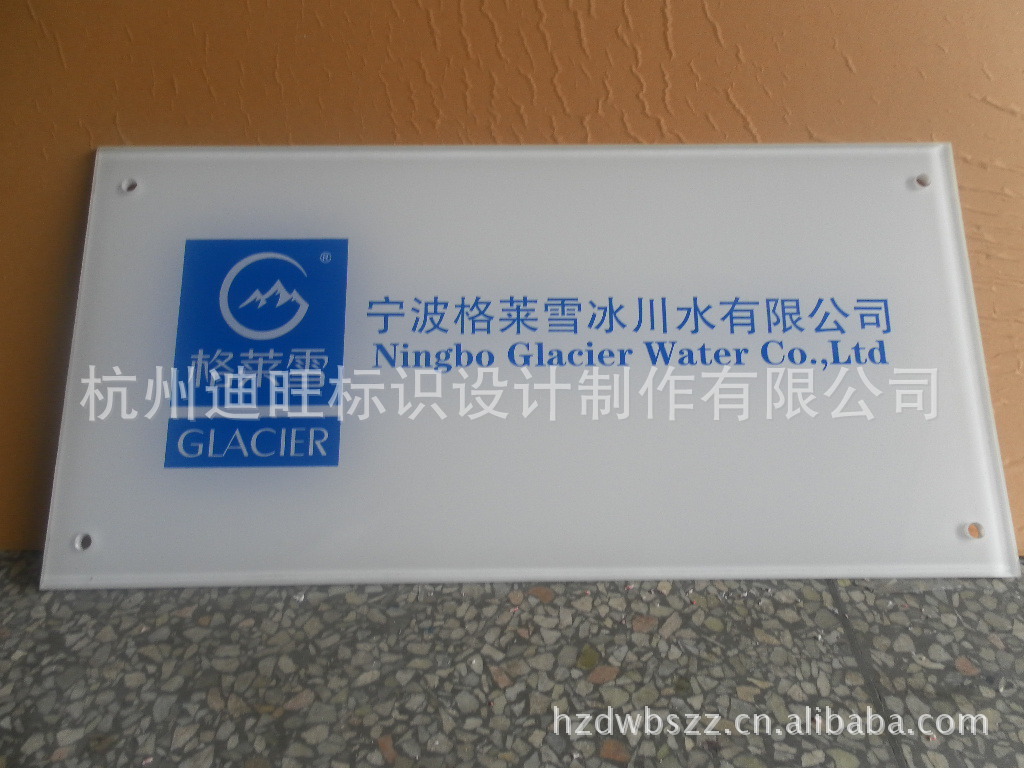 ®
格莱雪
GLACIER
宁波格莱雪冰川水有限公司
Ningbo Glacier Water Co.,Ltd
杭州迪旺标识设计制作有限公司
hzdwbszz.cn.alibaba.com